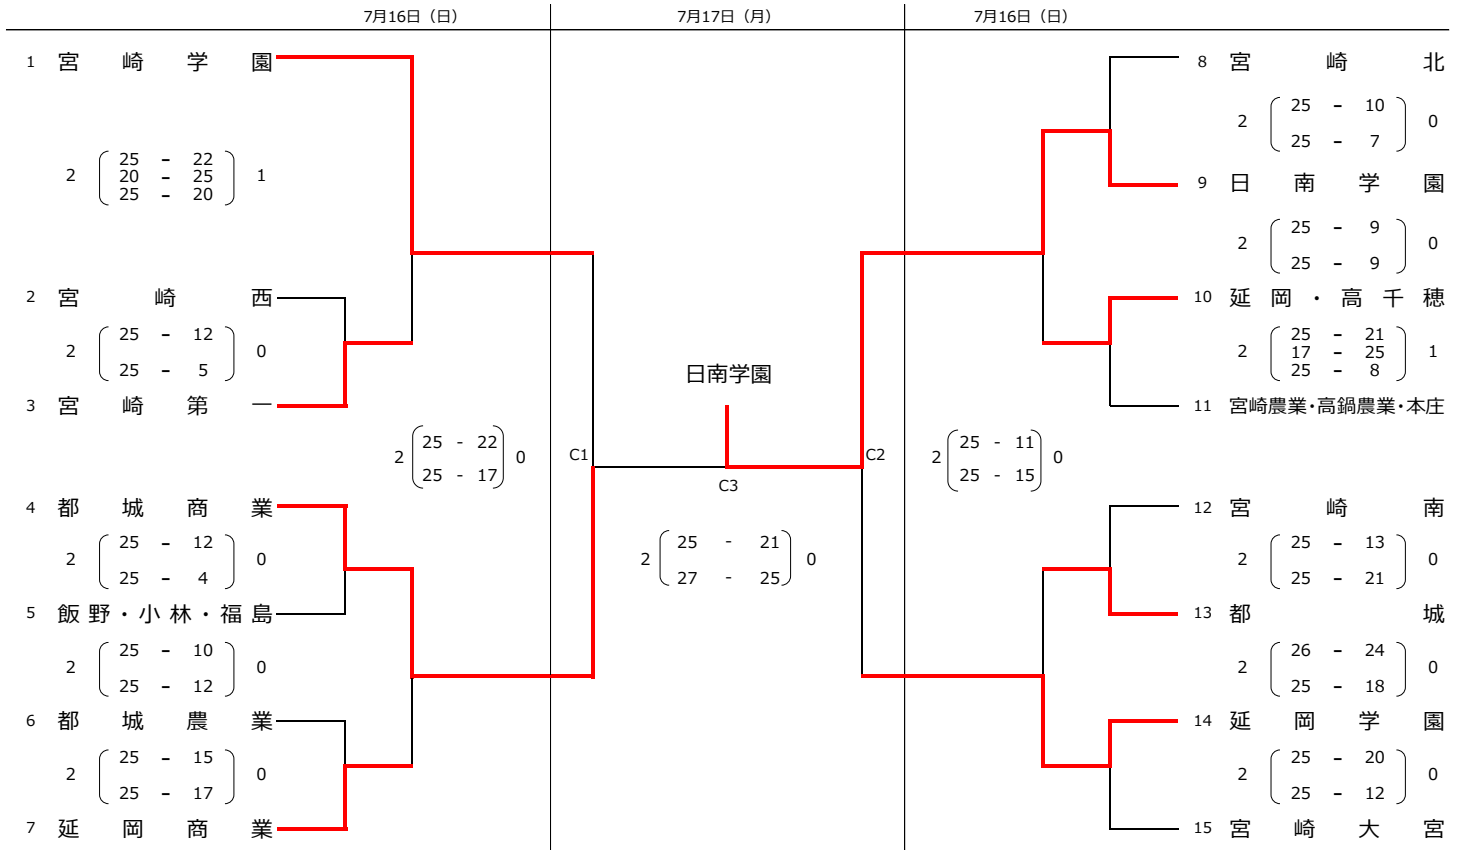 7月16日（日）
7月17日（月）
7月16日（日）
1 宮崎学園
2 25 - 22 1
20 - 25
25 - 20
2 宮崎西
2 25 - 12 0
25 - 5
3 宮崎第一
4 都城商業
2 25 - 12 0
25 - 4
5 飯野・小林・福島
2 25 - 10 0
25 - 12
6 都城農業
2 25 - 15 0
25 - 17
7 延岡商業
2 25 - 22 0
25 - 17
C1
日南学園
C3
2 25 - 21 0
27 - 25
C2
2 25 - 11 0
25 - 15
8 宮崎北
2 25 - 10 0
25 - 7
9 日南学園
2 25 - 9 0
25 - 9
10 延岡・高千穂
2 25 - 21 1
17 - 25
25 - 8
11 宮崎農業・高鍋農業・本庄
12 宮崎南
2 25 - 13 0
25 - 21
13 都城
2 26 - 24 0
25 - 18
14 延岡学園
2 25 - 20 0
25 - 12
15 宮崎大宮